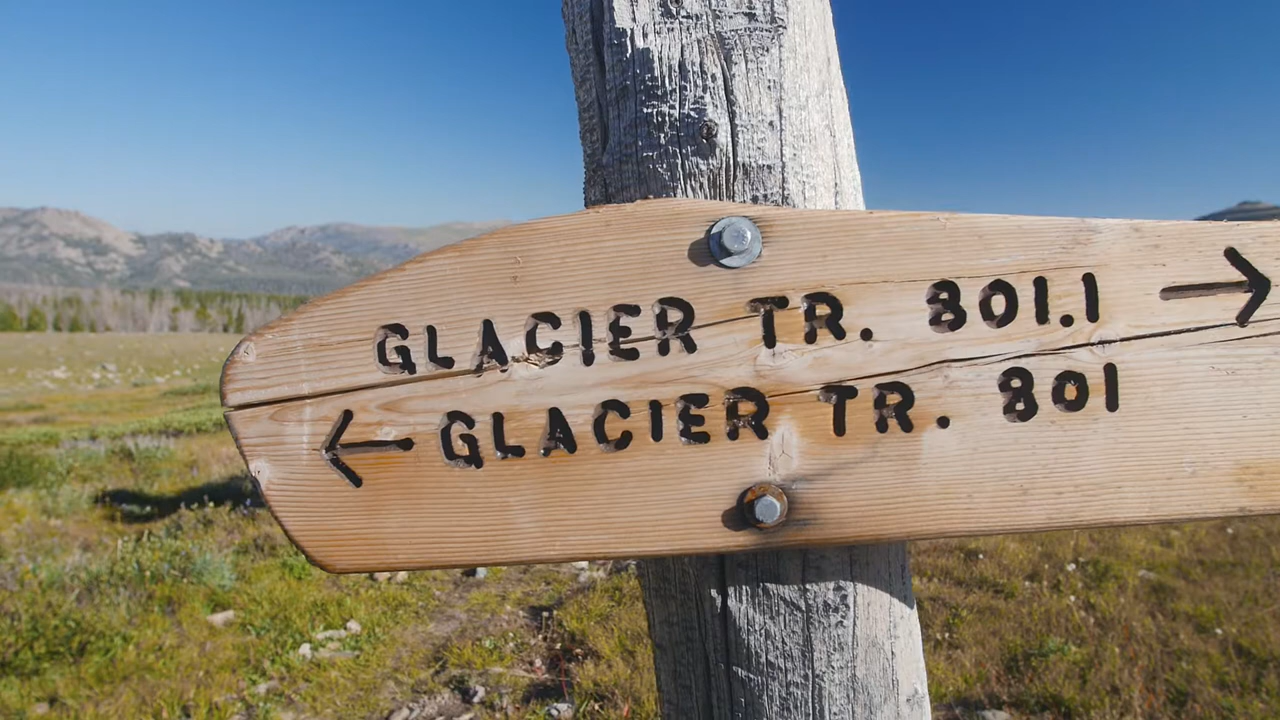 GLACIER TR. 801.1 →
← GLACIER TR. 801